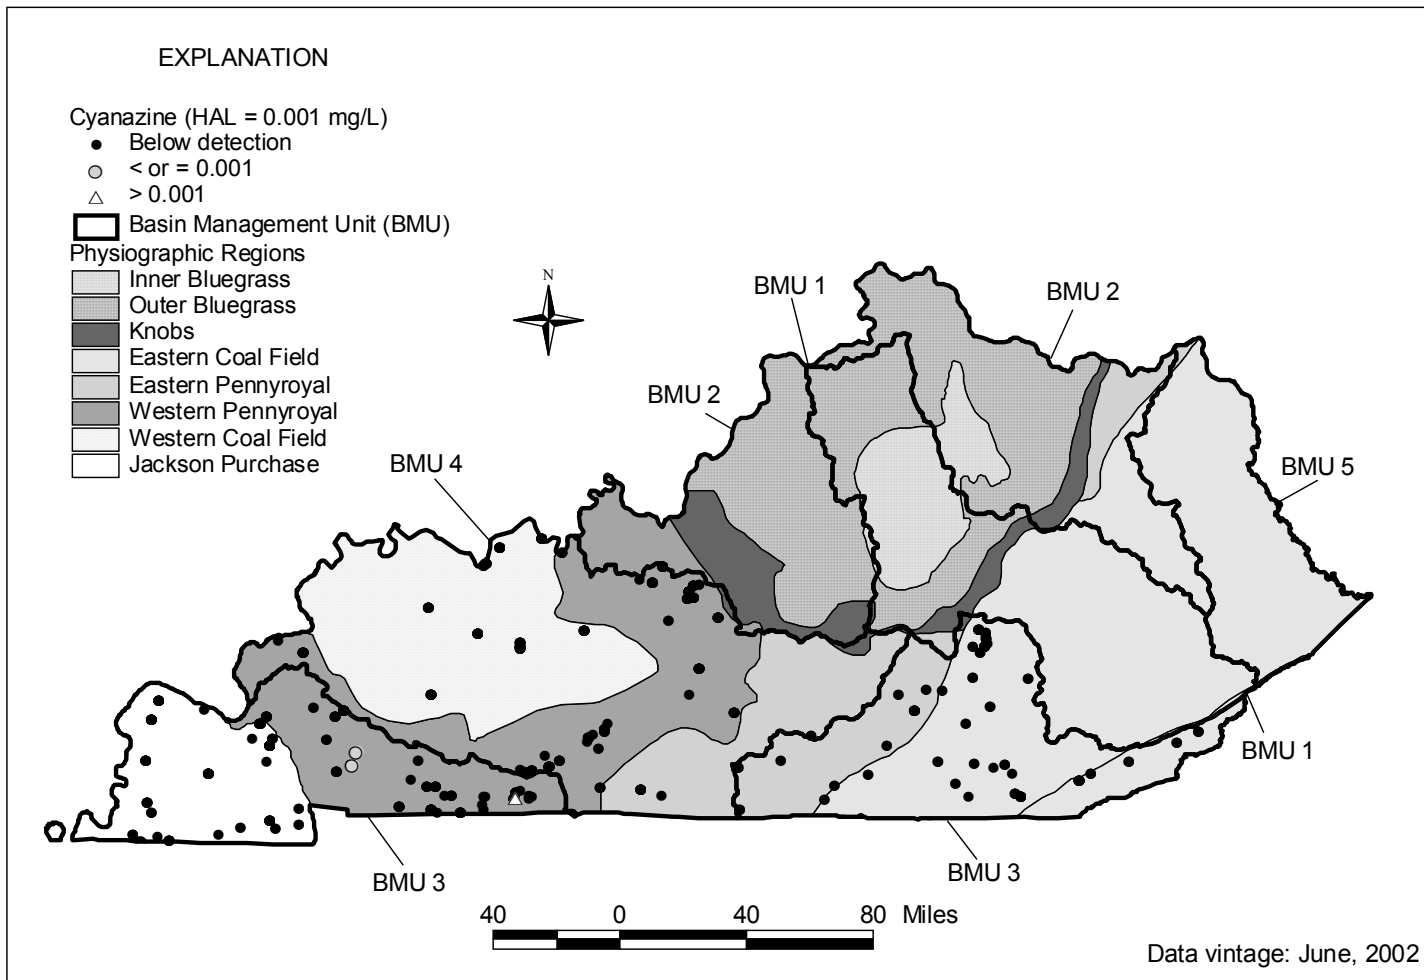 EXPLANATION
Cyanazine (HAL = 0.001 mg/L)
Below detection
< or = 0.001
> 0.001
Basin Management Unit (BMU)
Physiographic Regions
Inner Bluegrass
Outer Bluegrass
Knobs
Eastern Coal Field
Eastern Pennyroyal
Western Pennyroyal
Western Coal Field
Jackson Purchase
N
BMU 1
BMU 2
BMU 2
BMU 4
BMU 5
BMU 1
BMU 3
BMU 3
40 0 40 80 Miles
Data vintage: June, 2002